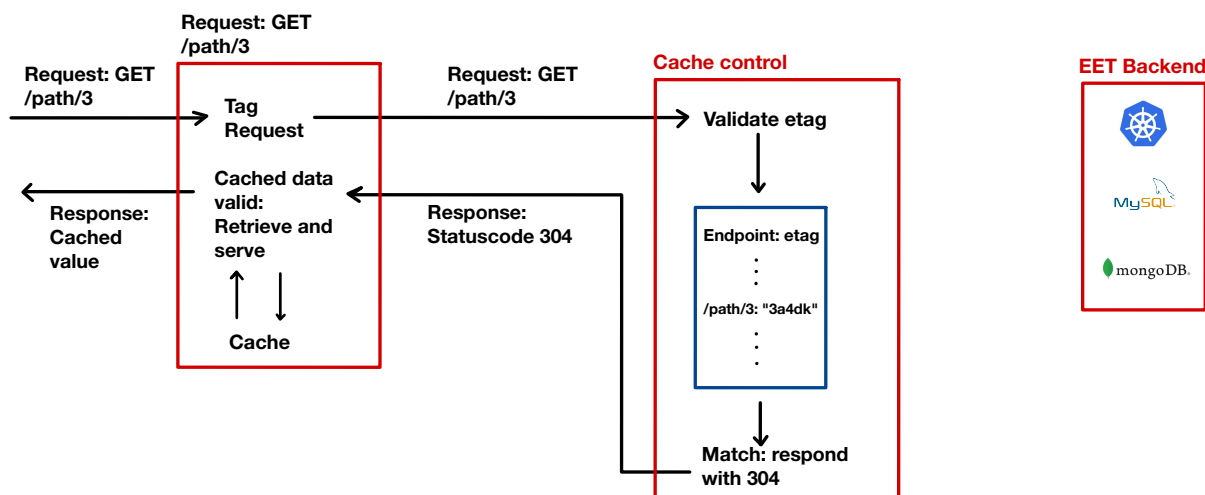 Request: GET
/path/3
Request: GET
/path/3
Request: GET
/path/3
Cache control
EET Backend
Tag
Request
Validate etag
Cached data
valid:
Retrieve and
serve
Response:
Cached
value
Response:
Statuscode 304
MySQL
Endpoint: etag
mongoDB.
/path/3: "3a4dk"
Cache
Match: respond
with 304